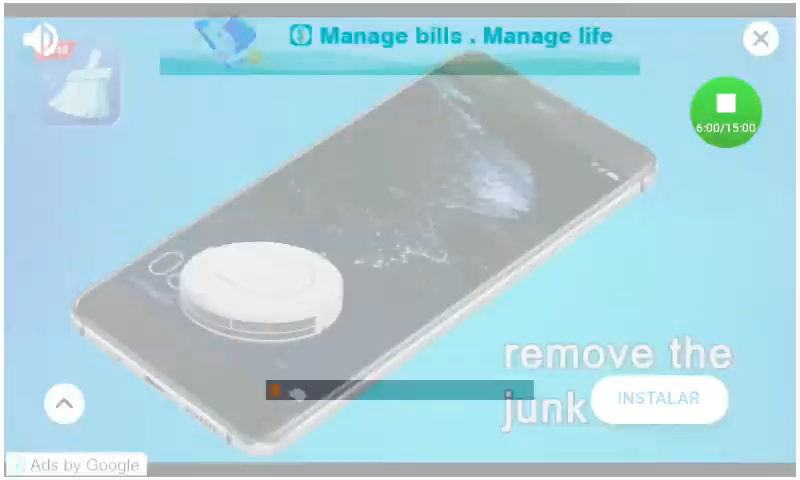 Manage bills . Manage life
6:00/15:00
remove the
junk
INSTALAR
Ads by Google